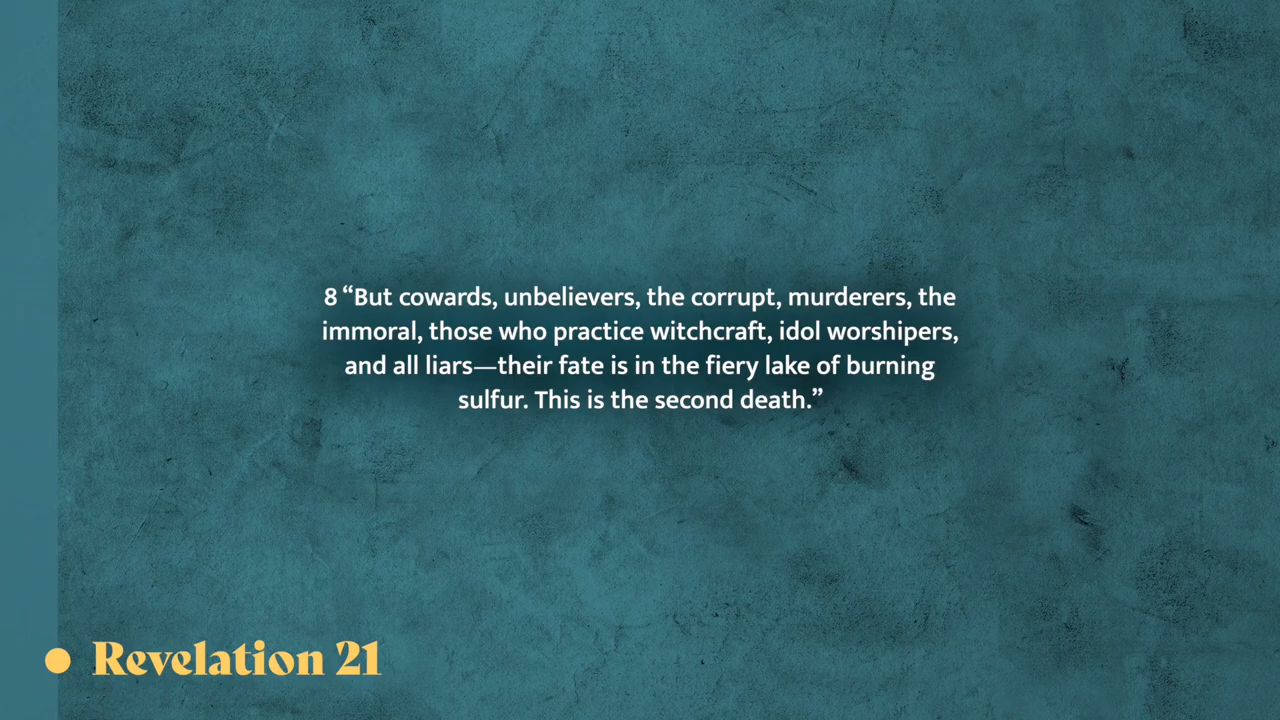 8 “But cowards, unbelievers, the corrupt, murderers, the
immoral, those who practice witchcraft, idol worshipers,
and all liars—their fate is in the fiery lake of burning
sulfur. This is the second death.”
Revelation 21